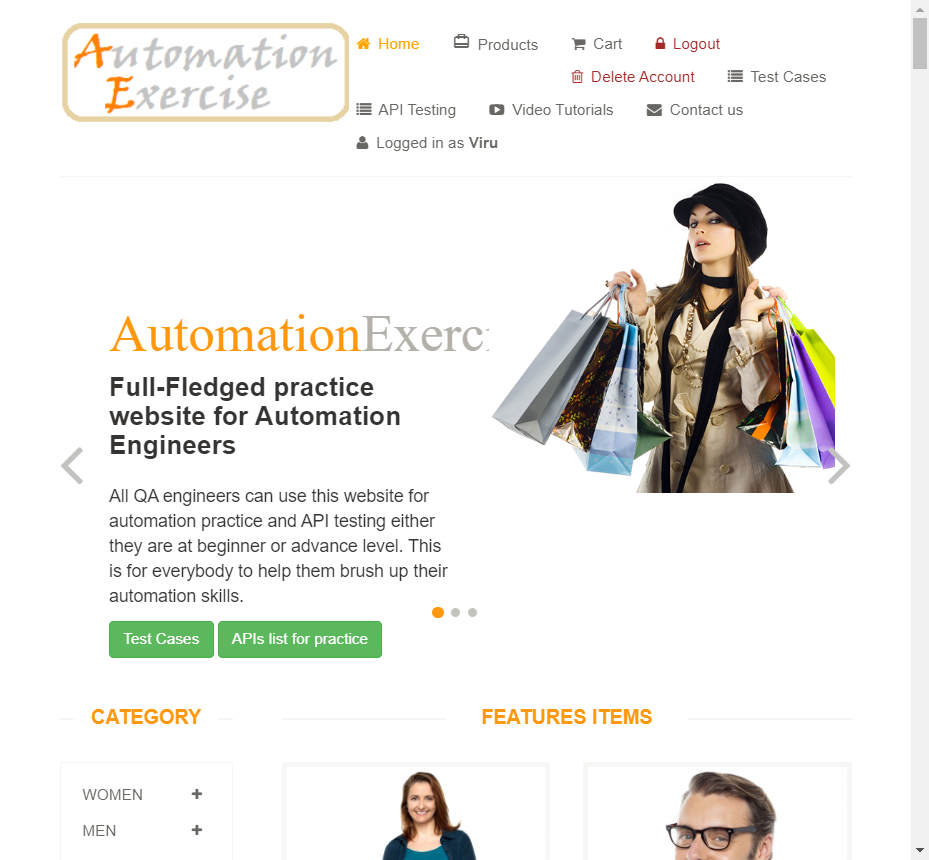 Automation
Exercise
Home Products Cart Logout
Delete Account Test Cases
API Testing Video Tutorials Contact us
Logged in as Viru
AutomationExerci
Full-Fledged practice
website for Automation
Engineers
All QA engineers can use this website for
automation practice and API testing either
they are at beginner or advance level. This
is for everybody to help them brush up their
automation skills.
Test Cases APIs list for practice
CATEGORY FEATURES ITEMS
WOMEN
MEN